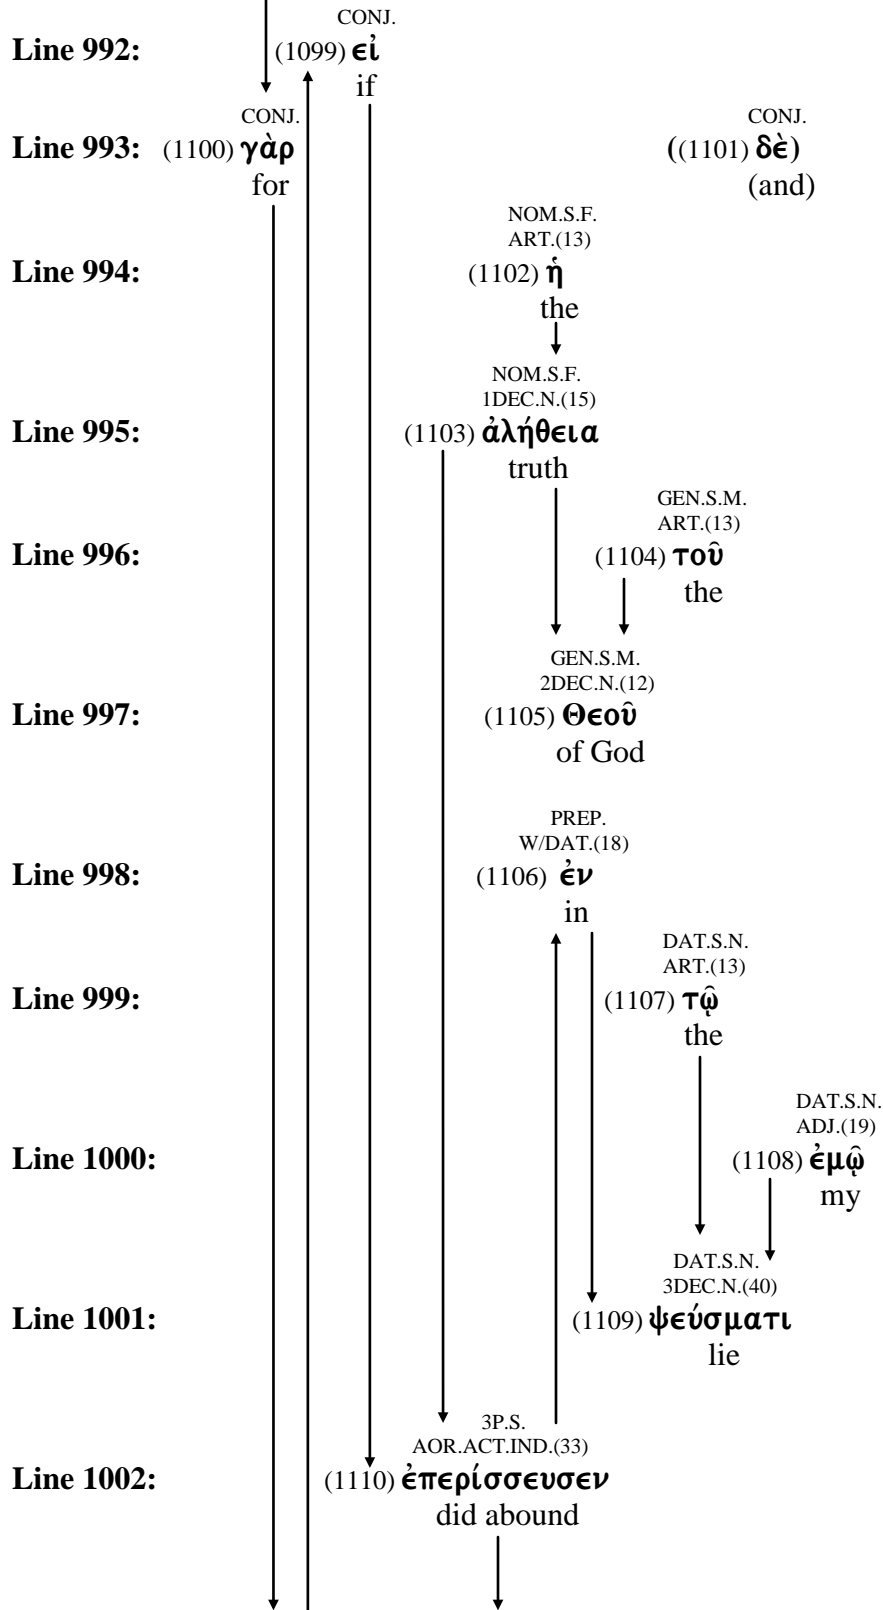 CONJ.
Line 992: (1099) εἰ
if
CONJ. CONJ.
Line 993: (1100) γὰρ ((1101) δὲ)
for (and)
NOM.S.F.
ART.(13)
Line 994: (1102) ἡ
the
NOM.S.F.
1DEC.N.(15)
Line 995: (1103) ἀλήθεια
truth
GEN.S.M.
ART.(13)
Line 996: (1104) τοῦ
the
GEN.S.M.
2DEC.N.(12)
Line 997: (1105) Θεοῦ
of God
PREP.
W/DAT.(18)
Line 998: (1106) ἐν
in
DAT.S.N.
ART.(13)
Line 999: (1107) τῷ
the
DAT.S.N.
ADJ.(19)
Line 1000: (1108) ἐμῷ
my
DAT.S.N.
3DEC.N.(40)
Line 1001: (1109) ψεύσματι
lie
3P.S.
AOR.ACT.IND.(33)
Line 1002: (1110) ἐπερίσσευσεν
did abound